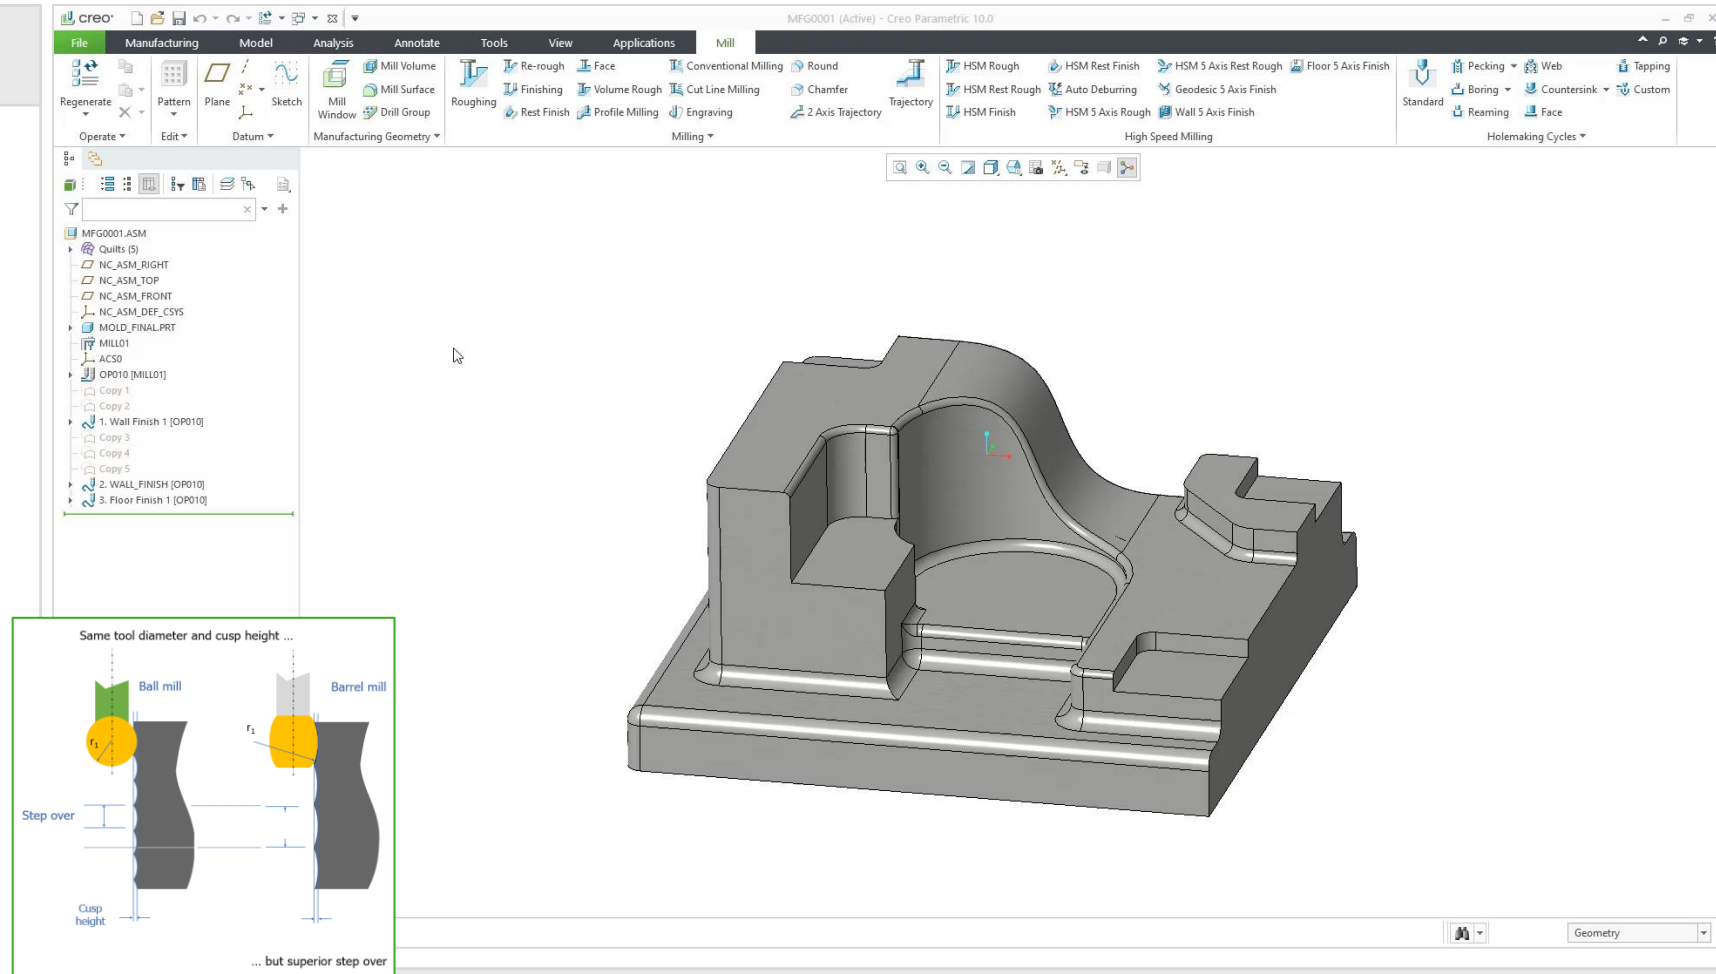 creo°
MFG0001 (Active) - Creo Parametric 10.0
File Manufacturing Model Analysis Annotate Tools View Applications Mill
Regenerate
Operate
Pattern
Edit
Plane
Sketch
Datum
Mill Window
Mill Volume
Mill Surface
Drill Group
Manufacturing Geometry
Roughing
Re-rough Face Conventional Milling Round
Finishing Volume Rough Cut Line Milling Chamfer
Rest Finish Profile Milling Engraving 2 Axis Trajectory
Trajectory
Milling
HSM Rough HSM Rest Finish HSM 5 Axis Rest Rough Floor 5 Axis Finish
HSM Rest Rough Auto Deburring Geodesic 5 Axis Finish
HSM Finish HSM 5 Axis Rough Wall 5 Axis Finish
High Speed Milling
Standard
Pecking Web Tapping
Boring Countersink Custom
Reaming Face
Holemaking Cycles
MFG0001.ASM
Quilts (5)
NC_ASM_RIGHT
NC_ASM_TOP
NC_ASM_FRONT
NC_ASM_DEF_CSYS
MOLD_FINAL.PRT
MILL01
ACS0
OP010 [MILL01]
Copy 1
Copy 2
1. Wall Finish 1 [OP010]
Copy 3
Copy 4
Copy 5
2. WALL_FINISH [OP010]
3. Floor Finish 1 [OP010]
Same tool diameter and cusp height ...
Ball mill
Barrel mill
r1
r1
Step over
Cusp
height
... but superior step over
Geometry